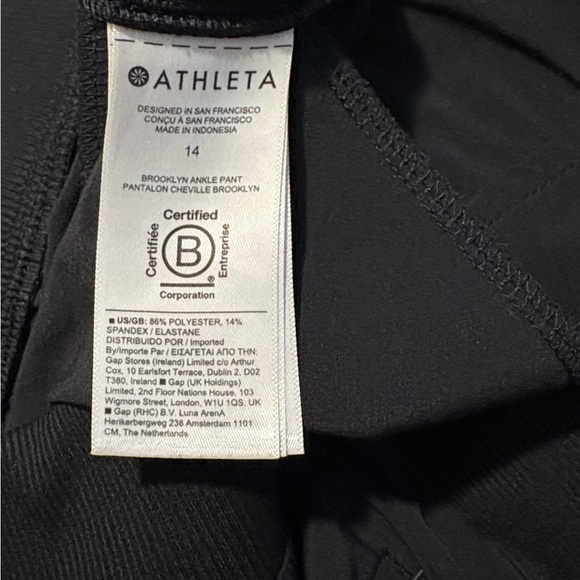 ATHLETA
DESIGNED IN SAN FRANCISCO
CONÇU A SAN FRANCISCO
MADE IN INDONESIA
14
BROOKLYN ANKLE PANT
PANTALON CHEVILLE BROOKLYN
Certified
Certifiée
B
®
Entreprise
Corporation
■ US/GB: 86% POLYESTER, 14%
SPANDEX / ELASTANE
DISTRIBUIDO POR / Imported
By/Importe Par / ΕΙΣΑΓΕΤΑΙ ΑΠΟ ΤΗΝ:
Gap Stores (Ireland) Limited c/o Arthur
Cox, 10 Earlsfort Terrace, Dublin 2, D02
T380, Ireland ■ Gap (UK Holdings)
Limited, 2nd Floor Nations House, 103
Wigmore Street, London, W1U 1QS, UK
■ Gap (RHC) B.V. Luna ArenA
Herikerbergweg 238 Amsterdam 1101
CM, The Netherlands